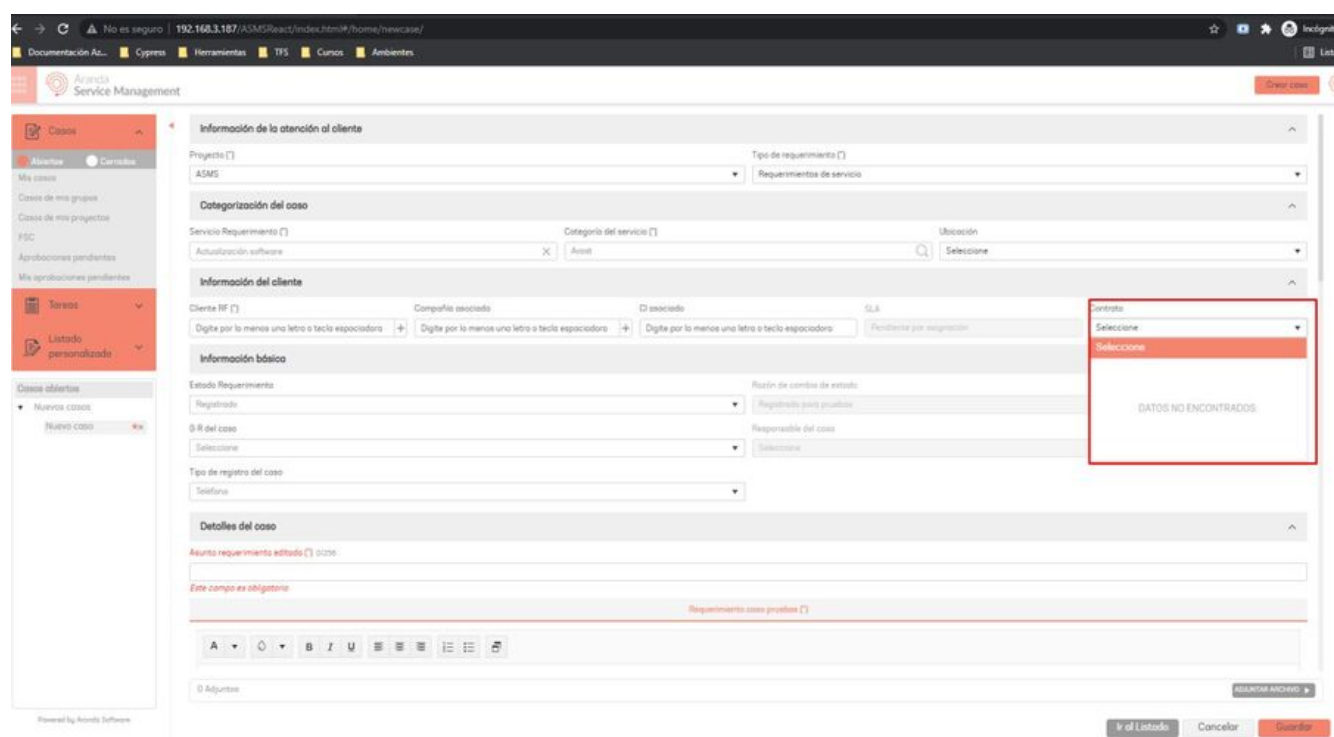 No es seguro | 192.168.3.187/ASMSReact/index.html#/home/newcase/ Incógnit
Documentación Az... Cypress Herramientas TFS Cursos Ambientes List
Aranda
Service Management
Crear caso
Casos
Abiertos Cerrados
Mis casos
Casos de mis grupos
Casos de mis proyectos
FSC
Aprobaciones pendientes
Mis aprobaciones pendientes
Tareas
Listado
personalizado
Casos abiertos
Nuevos casos
Nuevo caso
Powered by Aranda Software
Información de la atención al cliente
Proyecto (*) Tipo de requerimiento (*)
ASMS Requerimientos de servicio
Categorización del caso
Servicio Requerimiento (*) Categoría del servicio (*) Ubicación
Actualización software Seleccione
Información del cliente
Cliente RF (*) Compañía asociada CI asociado SLA Contrato
Digite por lo menos una letra o tecla espaciadora + Digite por lo menos una letra o tecla espaciadora + Digite por lo menos una letra o tecla espaciadora Pendiente por asignación Seleccione
Seleccione
DATOS NO ENCONTRADOS
Información básica
Estado Requerimiento Razón de cambio de estado
Registrado Registrado para pruebas
G-R del caso Responsable del caso
Seleccione Seleccione
Tipo de registro del caso
Teléfono
Detalles del caso
Asunto requerimiento editado (*) 0/256
Este campo es obligatorio
Requerimiento caso pruebas (*)
A B I U
0 Adjuntos ADJUNTAR ARCHIVO
Ir al Listado Cancelar Guardar